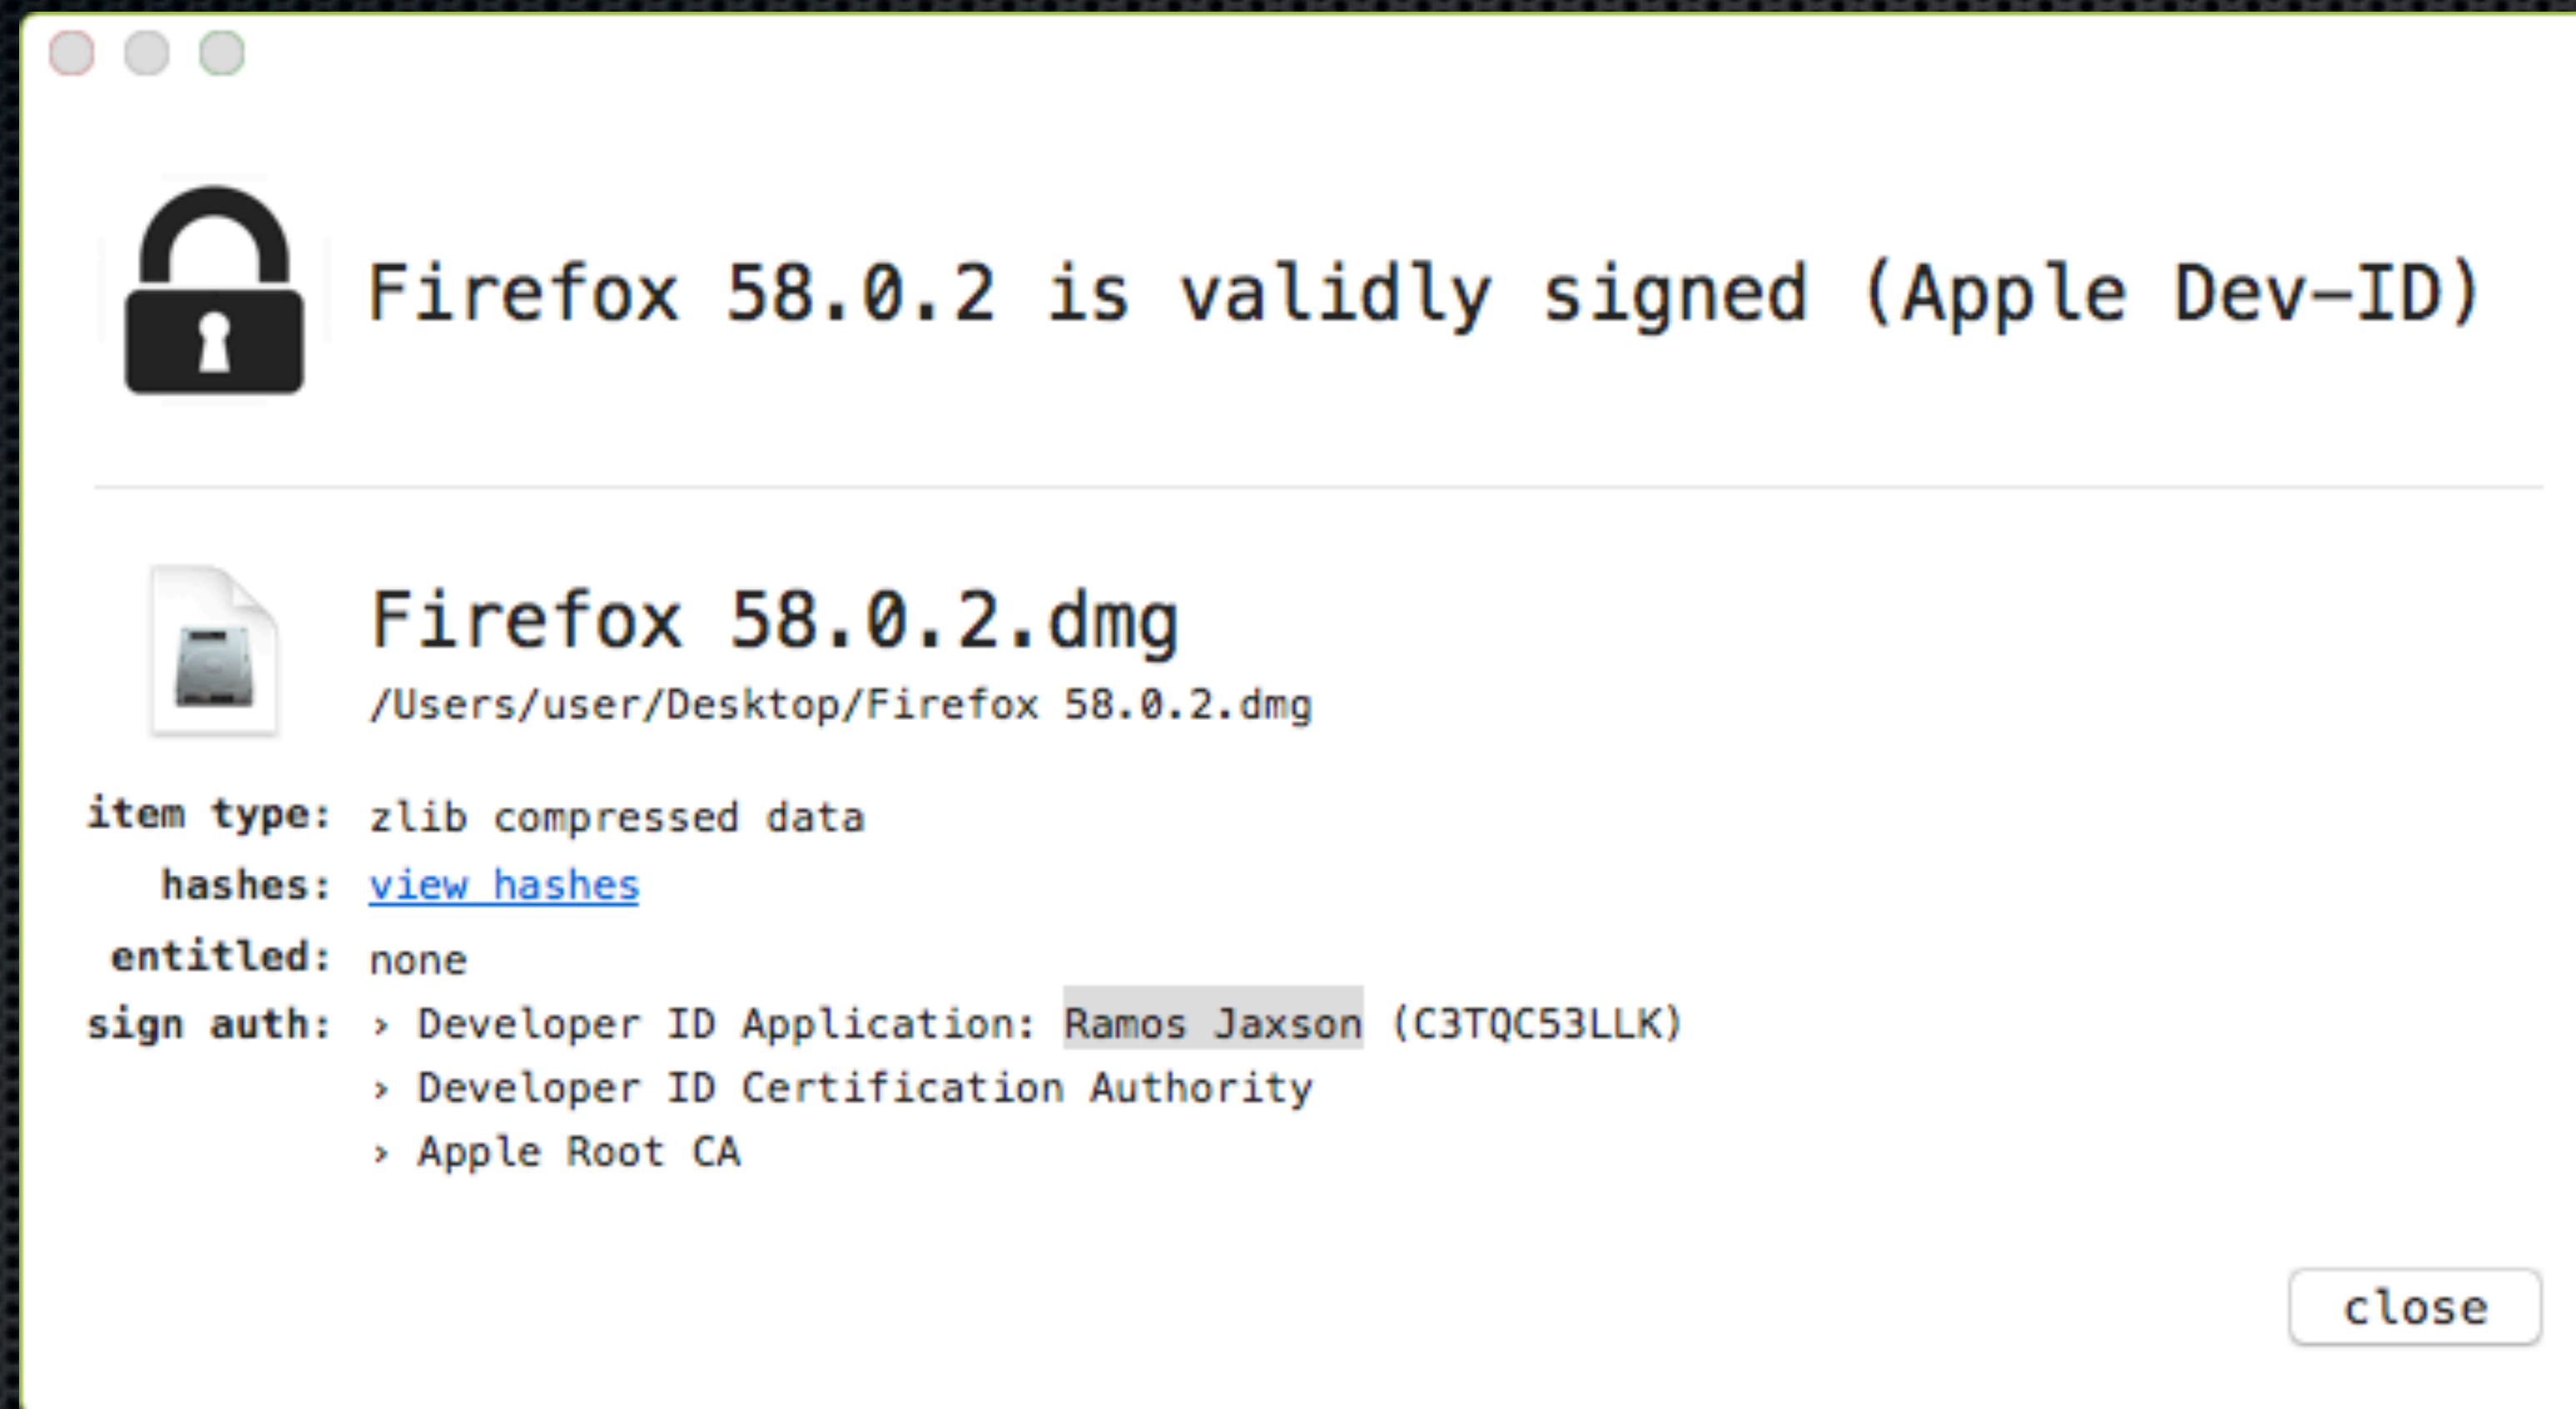 Firefox 58.0.2 is validly signed (Apple Dev-ID)
Firefox 58.0.2.dmg
/Users/user/Desktop/Firefox 58.0.2.dmg
item type: zlib compressed data
hashes: view hashes
entitled: none
sign auth: › Developer ID Application: Ramos Jaxson (C3TQC53LLK)
› Developer ID Certification Authority
› Apple Root CA
close